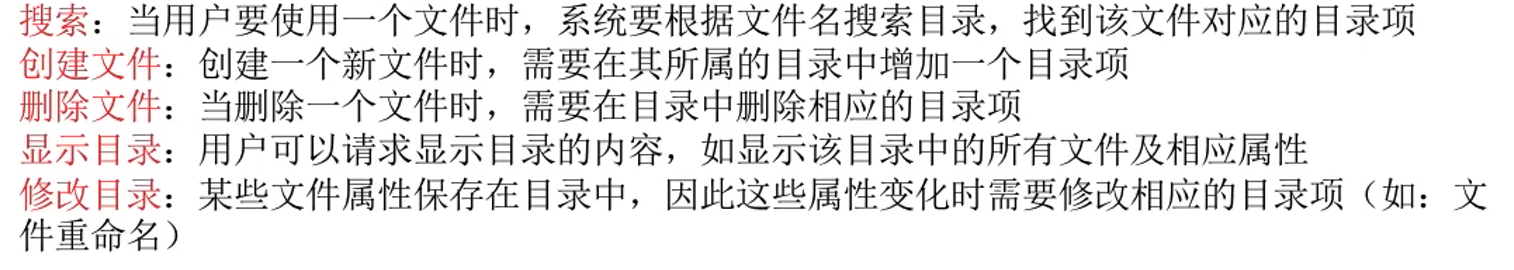 搜索：当用户要使用一个文件时，系统要根据文件名搜索目录，找到该文件对应的目录项
创建文件：创建一个新文件时，需要在其所属的目录中增加一个目录项
删除文件：当删除一个文件时，需要在目录中删除相应的目录项
显示目录：用户可以请求显示目录的内容，如显示该目录中的所有文件及相应属性
修改目录：某些文件属性保存在目录中，因此这些属性变化时需要修改相应的目录项（如：文
件重命名）